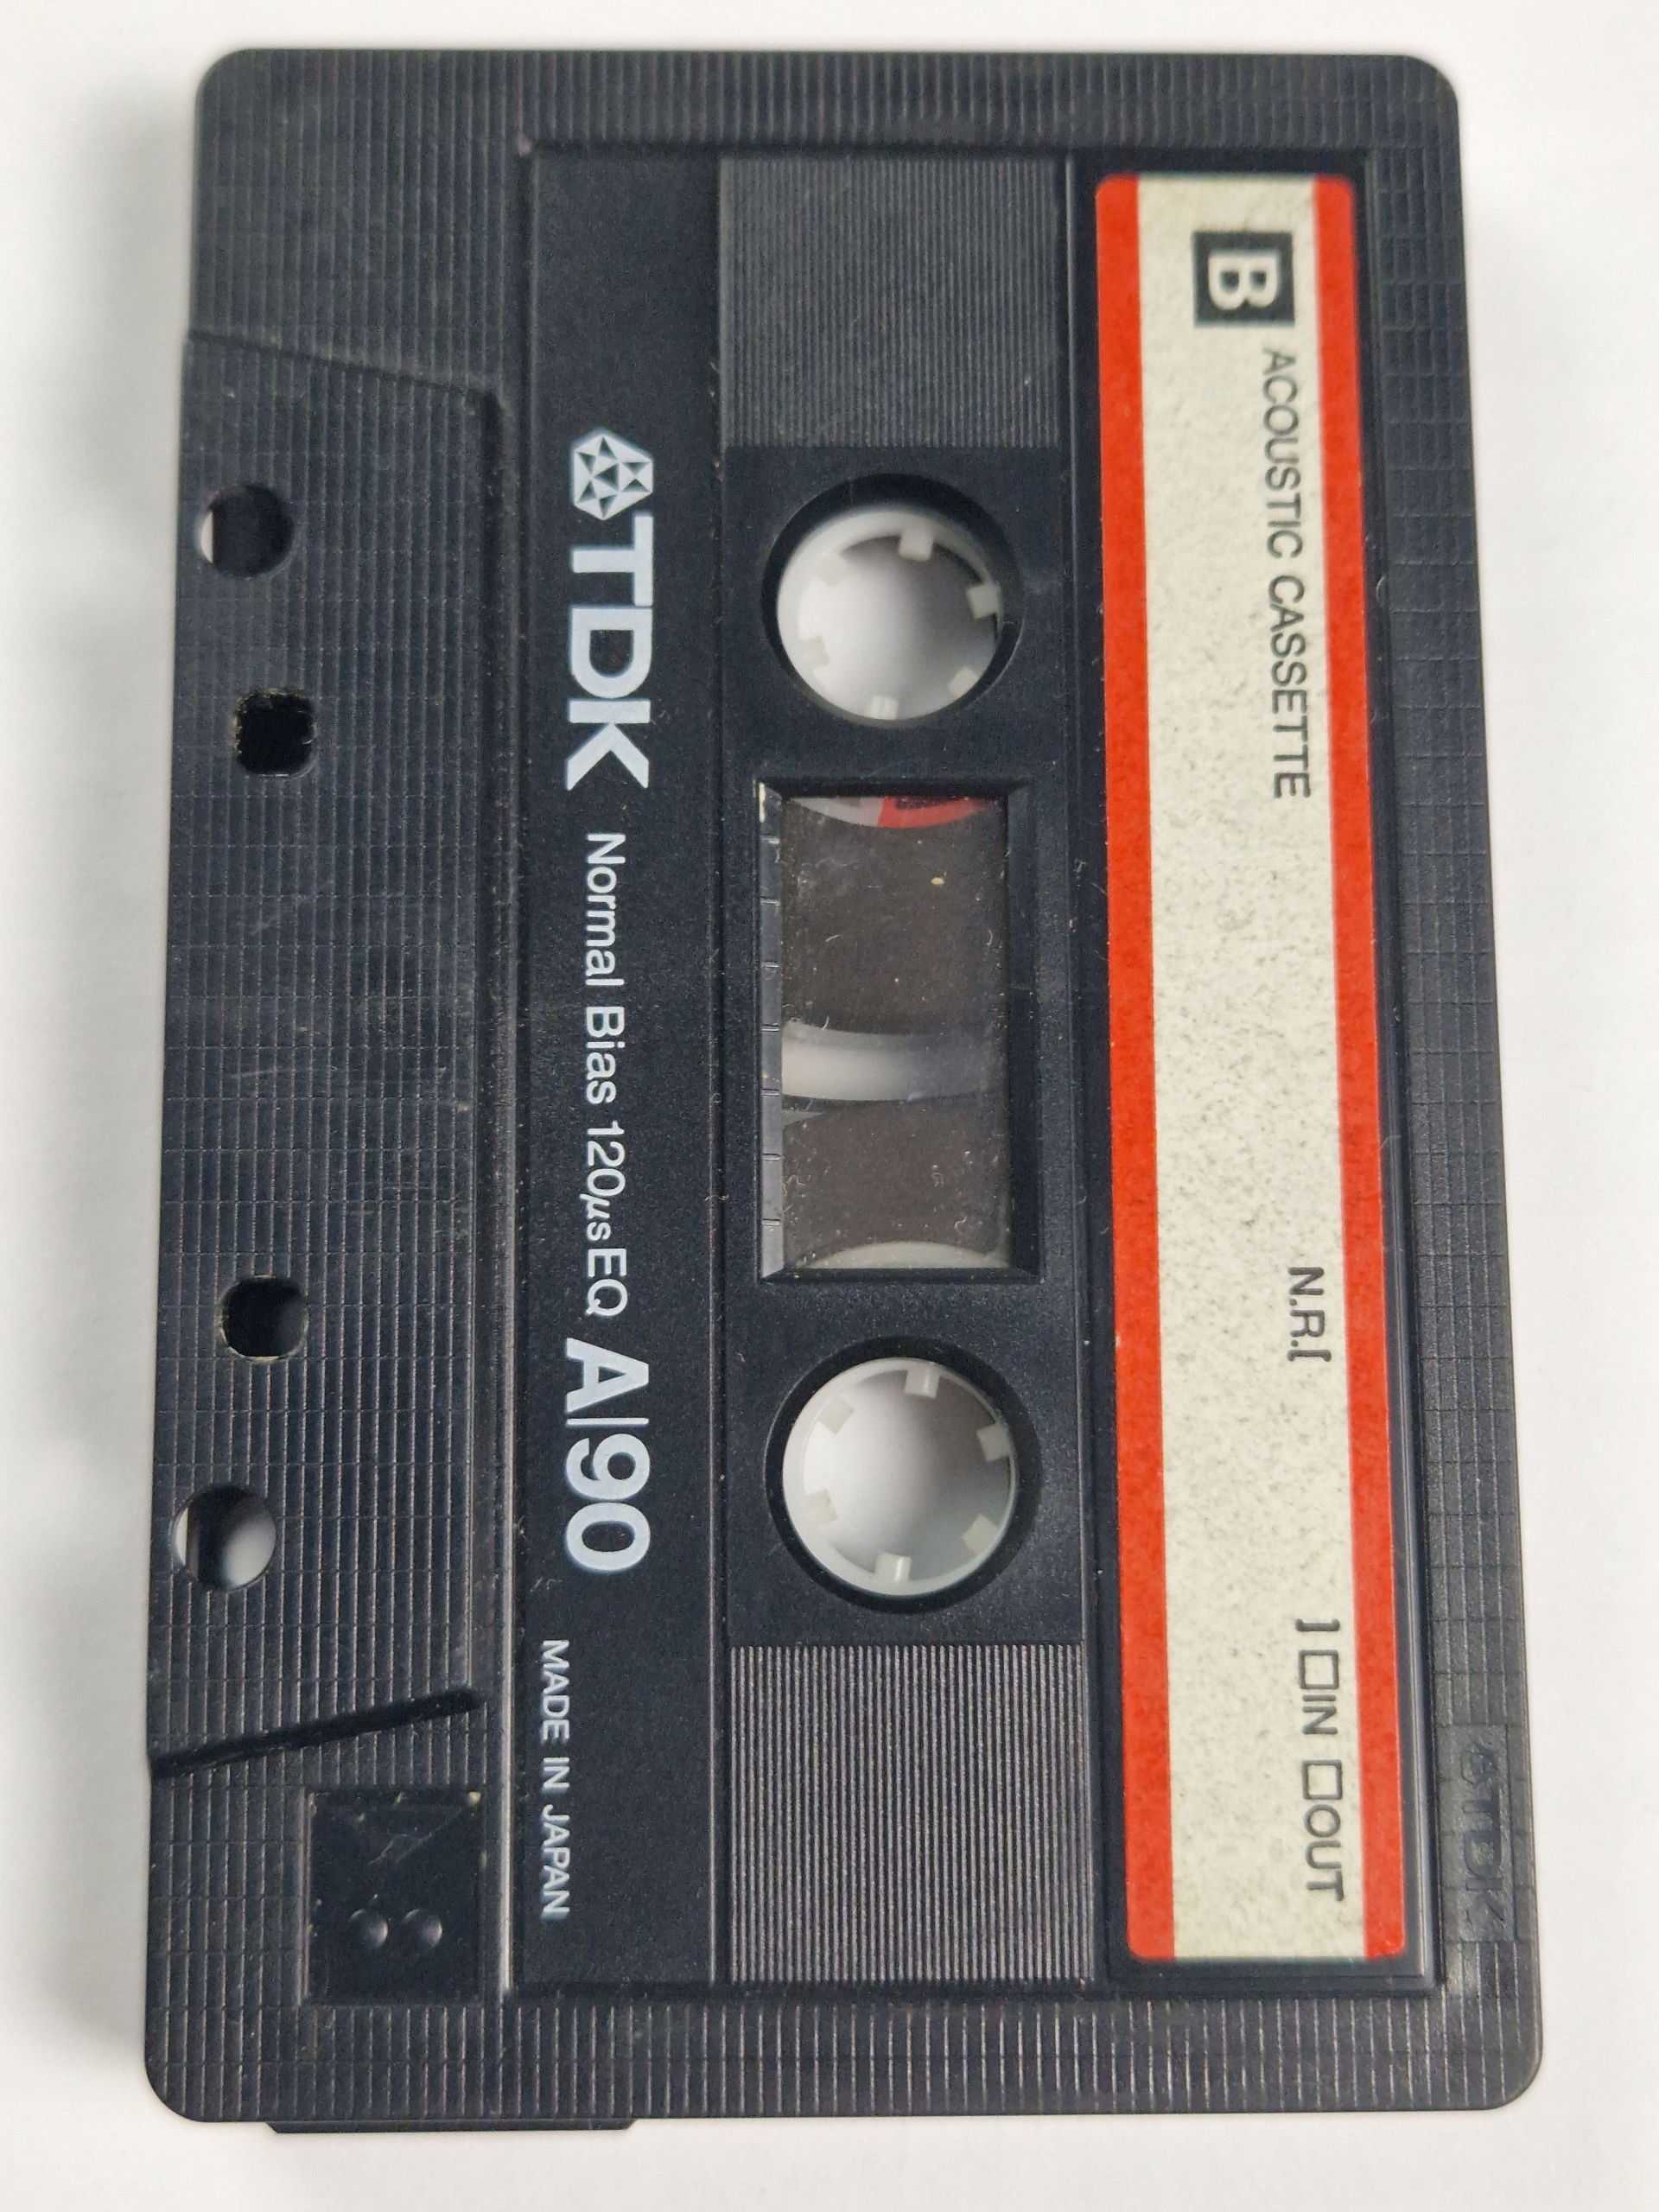 B ACOUSTIC CASSETTE N.R.[ ] □IN □OUT
TDK Normal Bias 120μs EQ A|90 MADE IN JAPAN
TDK